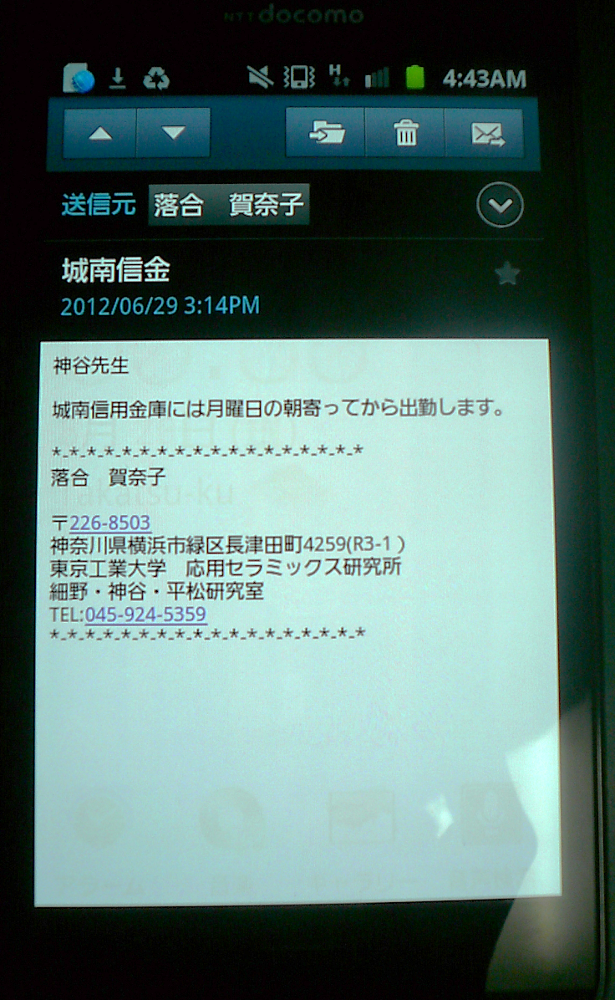 NTT docomo
4:43AM
送信元 落合 賀奈子
城南信金
2012/06/29 3:14PM
神谷先生
城南信用金庫には月曜日の朝寄ってから出勤します。
*-*-*-*-*-*-*-*-*-*-*-*-*-*-*-*-*-*
落合 賀奈子
〒226-8503
神奈川県横浜市緑区長津田町4259(R3-1 )
東京工業大学 応用セラミックス研究所
細野・神谷・平松研究室
TEL:045-924-5359
*-*-*-*-*-*-*-*-*-*-*-*-*-*-*-*-*-*